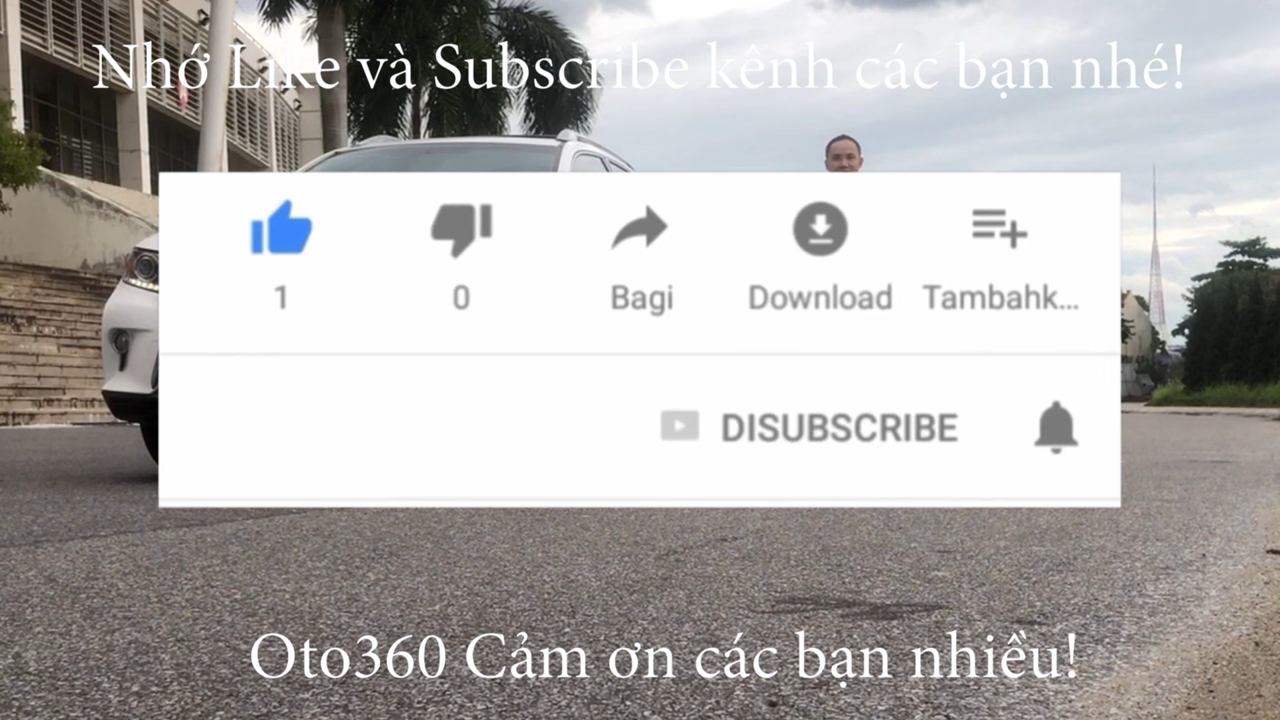 Nhớ Like và Subscribe kênh các bạn nhé!
1 0 Bagi Download Tambahk...
DISUBSCRIBE
Oto360 Cảm ơn các bạn nhiều!